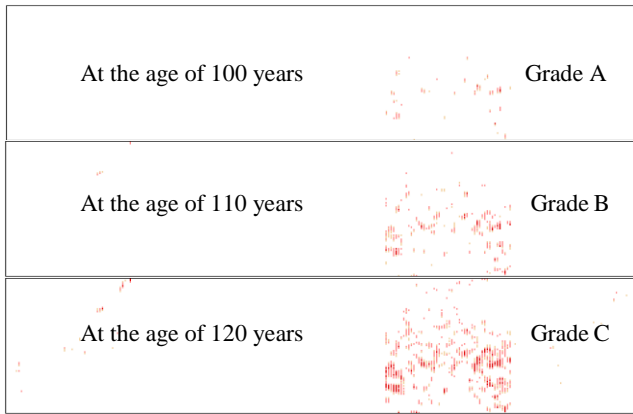 At the age of 100 years Grade A
At the age of 110 years Grade B
At the age of 120 years Grade C